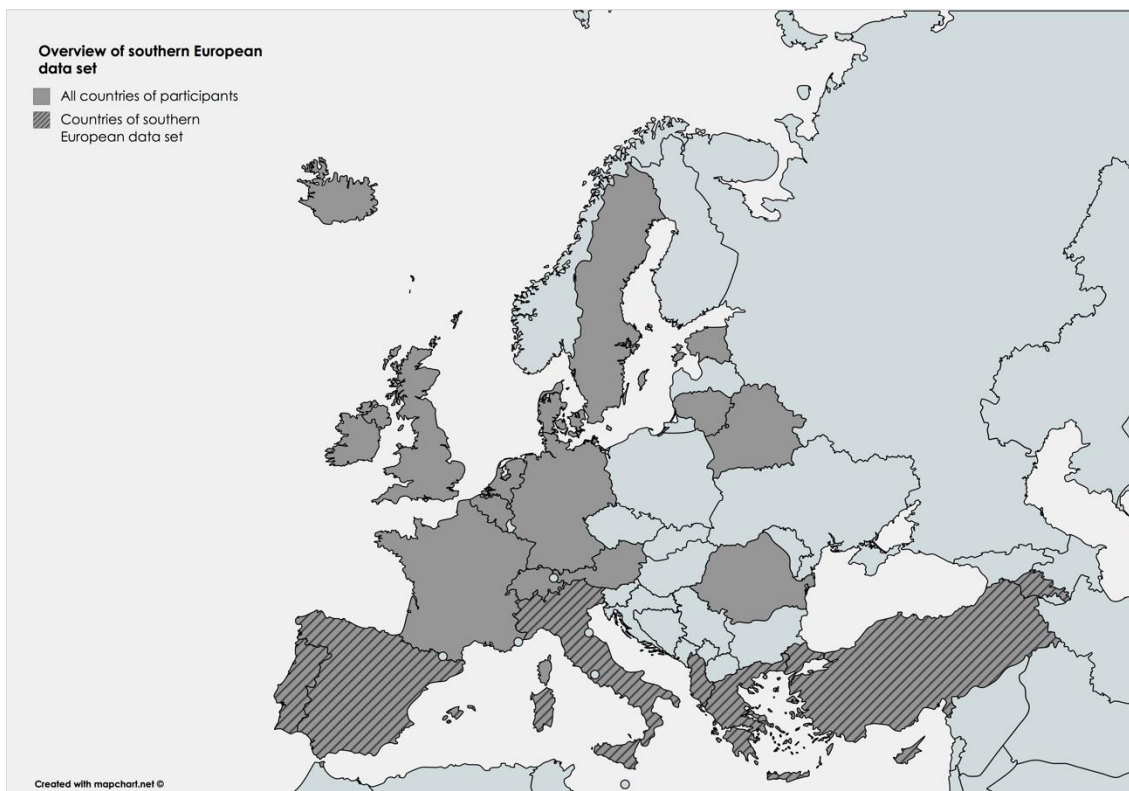 Overview of southern European
data set
All countries of participants
Countries of southern
European data set
Created with mapchart.net ©